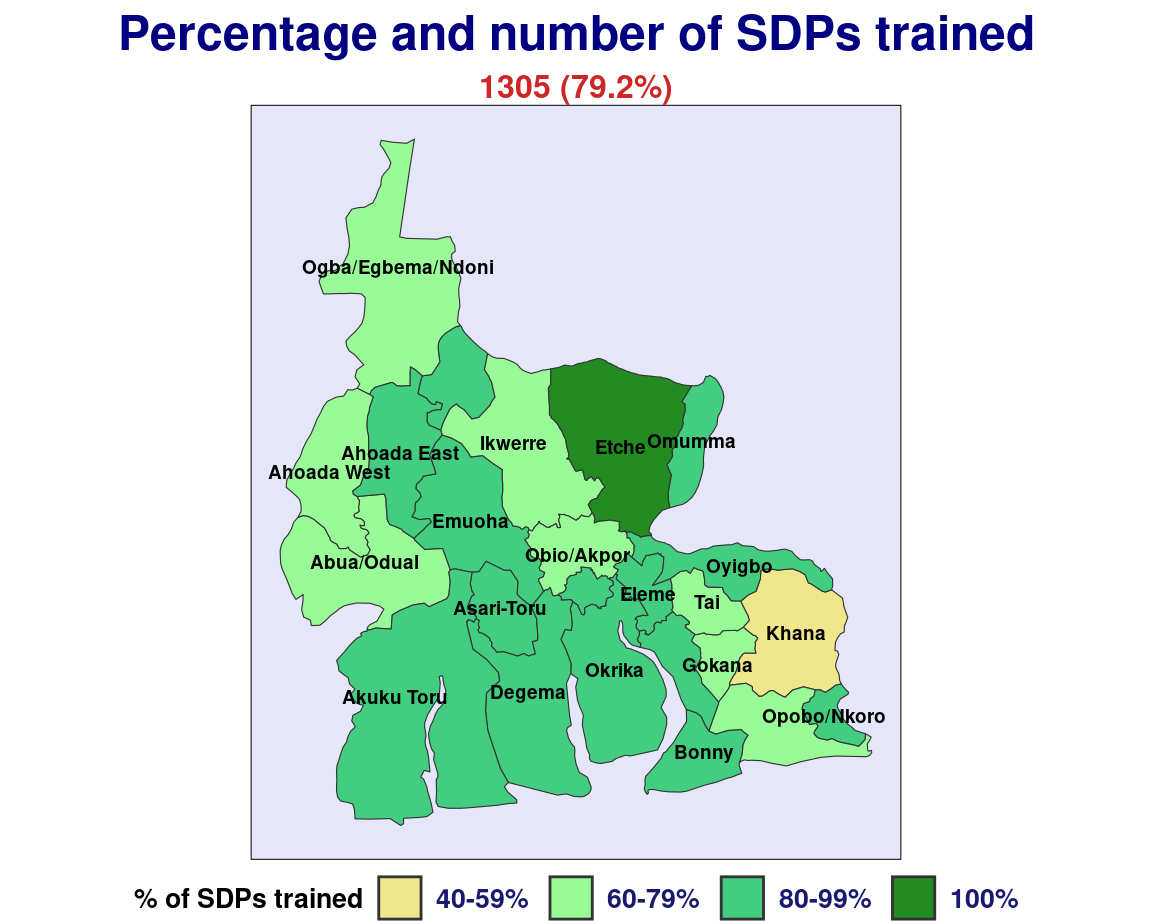 Percentage and number of SDPs trained
1305 (79.2%)
Ogba/Egbema/Ndoni
Ikwerre
Etche
Omumma
Ahoada East
Ahoada West
Emuoha
Obio/Akpor
Abua/Odual
Oyigbo
Eleme
Tai
Asari-Toru
Khana
Gokana
Okrika
Degema
Akuku Toru
Opobo/Nkoro
Bonny
% of SDPs trained
40-59%
60-79%
80-99%
100%